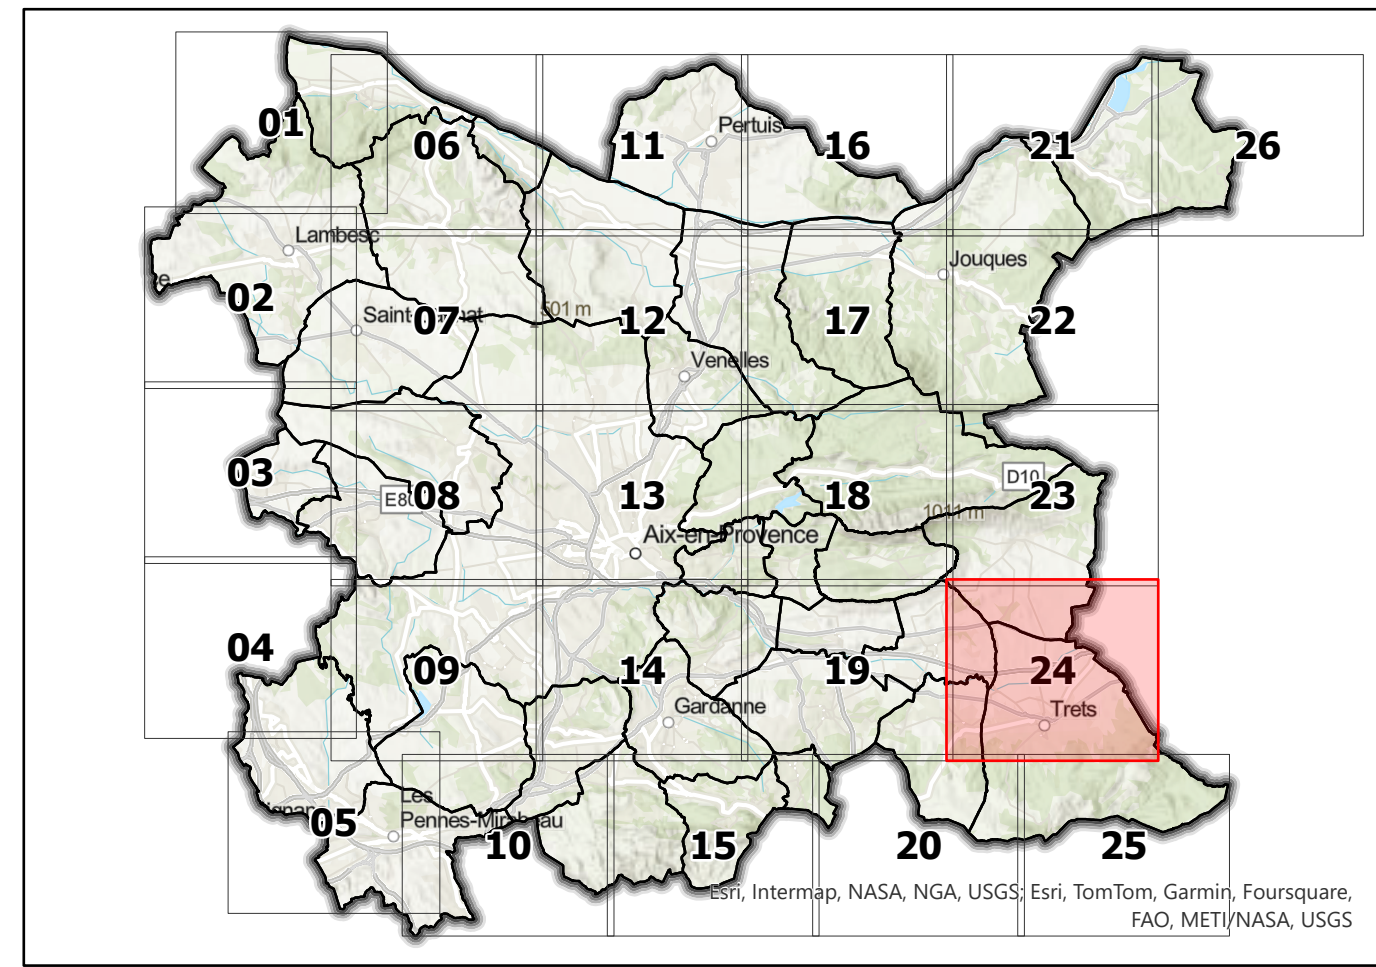 01
06
11
Pertuis
16
21
26
Lambesc
Jouques
02
07
501 m
12
17
22
Venelles
03
E80
08
13
18
D10
23
1011 m
Aix-en-Provence
04
09
14
19
24
Gardanne
Trets
05
Les
Pennes-Mirabeau
10
15
20
25
Esri, Intermap, NASA, NGA, USGS; Esri, TomTom, Garmin, Foursquare,
FAO, METI/NASA, USGS